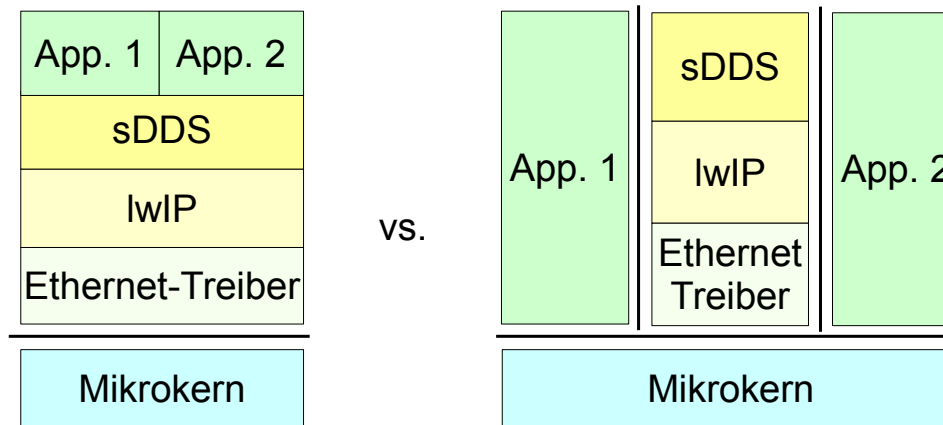 App. 1
App. 2
sDDS
lwIP
Ethernet-Treiber
Mikrokern
vs.
App. 1
sDDS
lwIP
Ethernet
Treiber
App. 2
Mikrokern